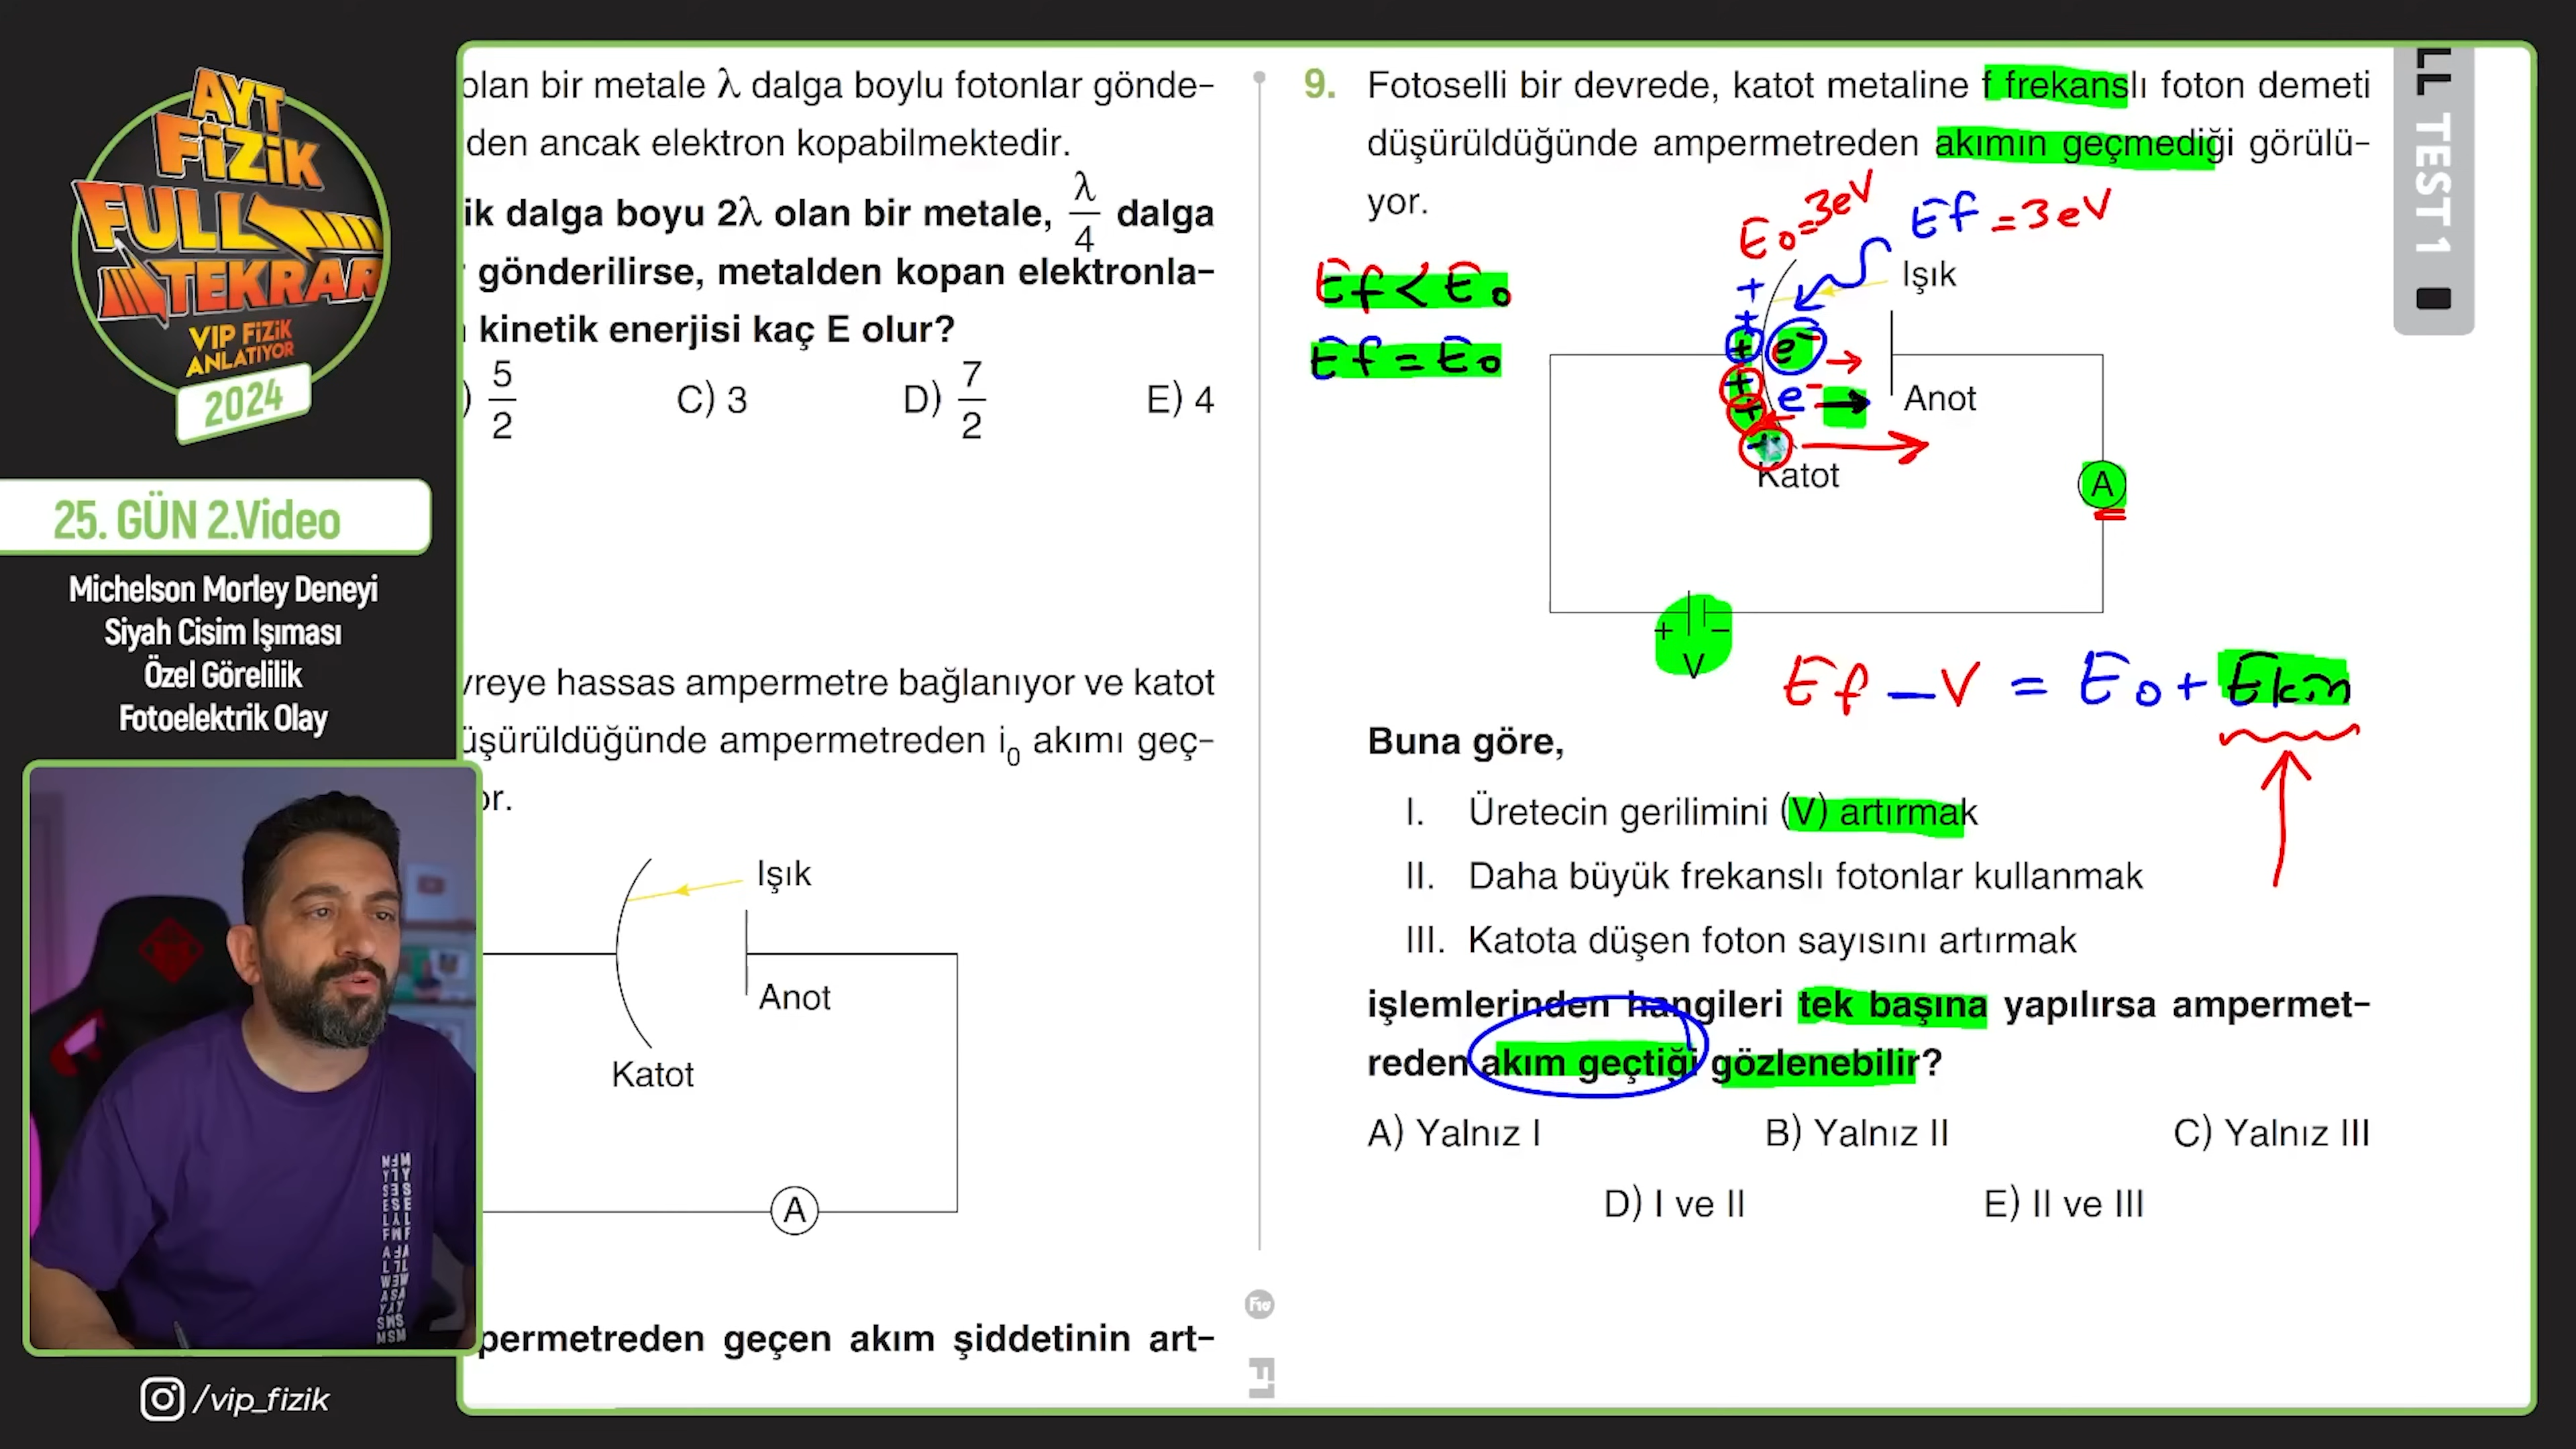 AYT
FiZiK
FULL
TEKRAR
VIP FiZiK
ANLATIYOR
2024
25. GÜN 2.Video
Michelson Morley Deneyi
Siyah Cisim Işıması
Özel Görelilik
Fotoelektrik Olay
/vip_fizik
olan bir metale λ dalga boylu fotonlar gönde-
den ancak elektron kopabilmektedir.
ik dalga boyu 2λ olan bir metale, λ/4 dalga
gönderilirse, metalden kopan elektronla-
kinetik enerjisi kaç E olur?
) 5/2 C) 3 D) 7/2 E) 4
vreye hassas ampermetre bağlanıyor ve katot
üşürüldüğünde ampermetreden i0 akımı geç-
or.
Işık
Anot
Katot
A
permetreden geçen akım şiddetinin art-
9. Fotoselli bir devrede, katot metaline f frekanslı foton demeti
düşürüldüğünde ampermetreden akımın geçmediği görülü-
yor.
E0=3eV
Ef = 3eV
Ef < E0
Ef = E0
Işık
+
+
+ e-
+ e-
+
+
Anot
Katot
A
+ -
V
Ef - V = E0 + Ekin
Buna göre,
I. Üretecin gerilimini (V) artırmak
II. Daha büyük frekanslı fotonlar kullanmak
III. Katota düşen foton sayısını artırmak
işlemlerinden hangileri tek başına yapılırsa ampermet-
reden akım geçtiği gözlenebilir?
A) Yalnız I B) Yalnız II C) Yalnız III
D) I ve II E) II ve III
LL TEST 1
F10